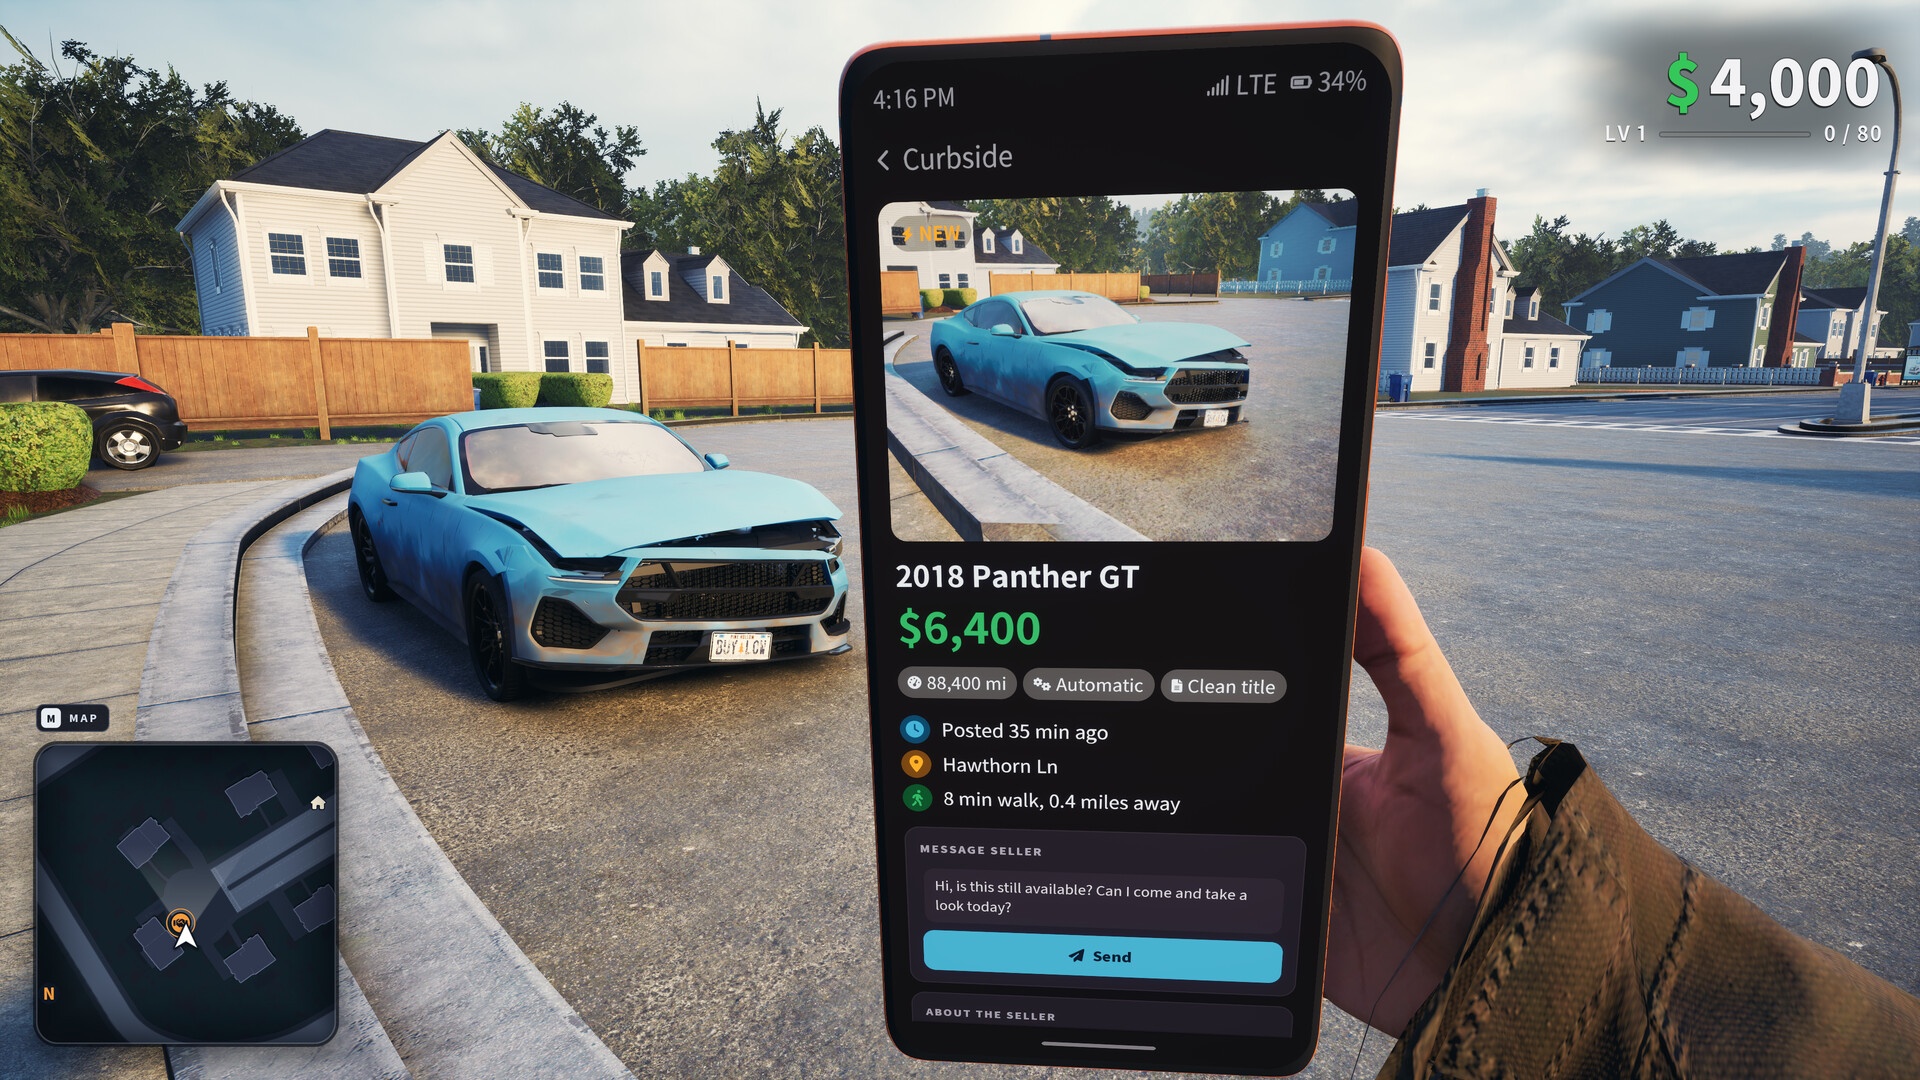 $4,000
LV 1 0 / 80
4:16 PM LTE 34%
Curbside
NEW
2018 Panther GT
$6,400
88,400 mi Automatic Clean title
Posted 35 min ago
Hawthorn Ln
8 min walk, 0.4 miles away
MESSAGE SELLER
Hi, is this still available? Can I come and take a
look today?
Send
ABOUT THE SELLER
BUY LOW
M MAP
N